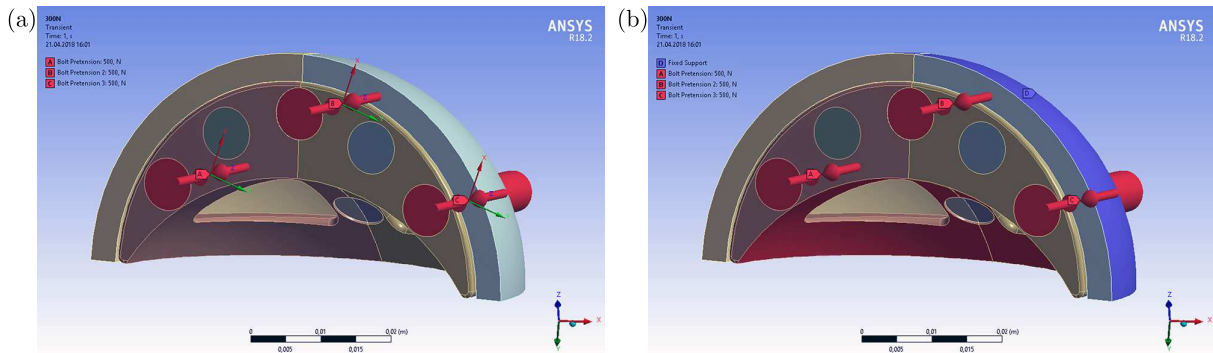 (a)
300N
Transient
Time: 1, s
21.04.2018 16:01
A Bolt Pretension: 500, N
B Bolt Pretension 2: 500, N
C Bolt Pretension 3: 500, N
ANSYS
R18.2
X
B
Z
Y
A
X
C
Z
X
Y
0 0,01 0,02 (m)
0,005 0,015
(b)
300N
Transient
Time: 1, s
21.04.2018 16:01
D Fixed Support
A Bolt Pretension: 500, N
B Bolt Pretension 2: 500, N
C Bolt Pretension 3: 500, N
ANSYS
R18.2
D
B
A
C
Z
X
Y
0 0,01 0,02 (m)
0,005 0,015